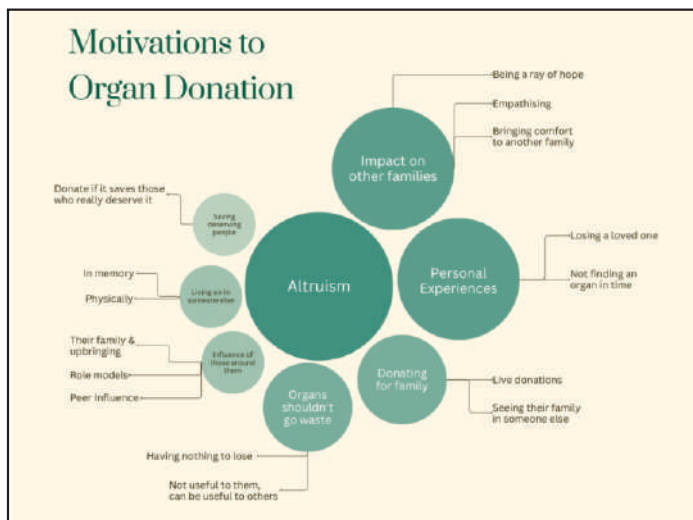 Motivations to
Organ Donation
Being a ray of hope
Empathising
Bringing comfort
to another family
Impact on
other families
Donate if it saves those
who really deserve it
Saving
deserving
people
Losing a loved one
Not finding an
organ in time
Personal
Experiences
Altruism
In memory
Physically
Living on in
someone else
Their family &
upbringing
Role models
Peer Influence
Influence of
those around
them
Donating
for family
Live donations
Seeing their family
in someone else
Organs
shouldn't
go waste
Having nothing to lose
Not useful to them,
can be useful to others